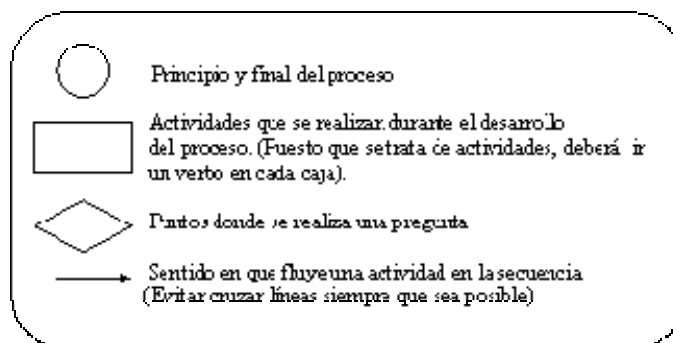 Principio y final del proceso
Actividades que se realizar. durante el desarrollo
del proceso. (Fuesto que se trata de actividades, deberá ir
un verbo en cada caja).
Puntos donde se realiza una pregunta
Sentido en que fluye una actividad en la secuencia
(Evitar cruzar líneas siempre que sea posible)